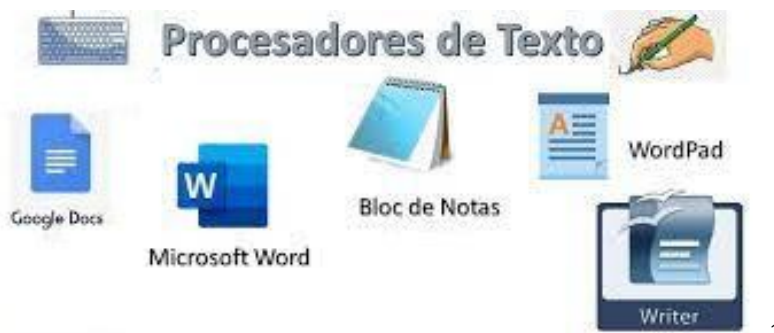 Procesadores de Texto
Google Docs
W
Microsoft Word
Bloc de Notas
A
WordPad
Writer